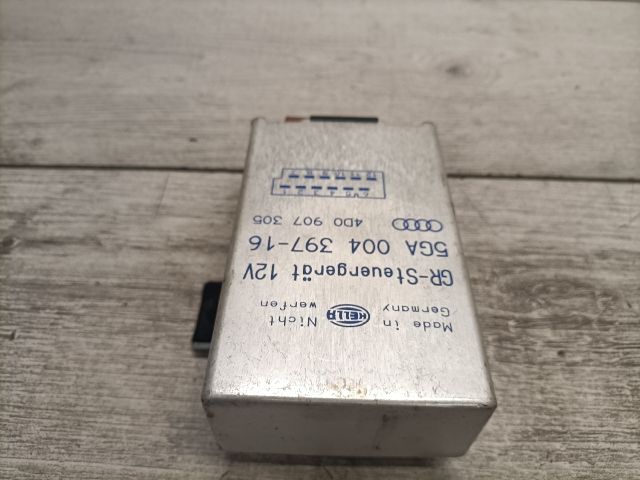 Made in Germany
HELLA
Nicht werfen
GR-Steuergerät 12V
5GA 004 397-16
4D0 907 305